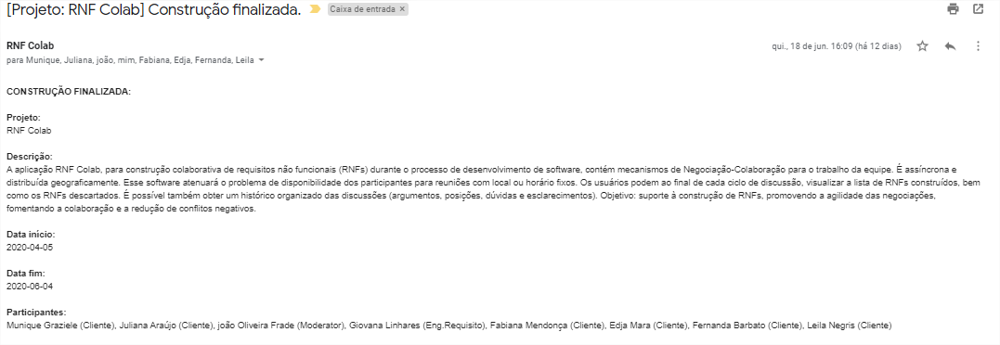 [Projeto: RNF Colab] Construção finalizada. Caixa de entrada ×
RNF Colab qui., 18 de jun. 16:09 (há 12 dias)
para Munique, Juliana, joão, mim, Fabiana, Edja, Fernanda, Leila
CONSTRUÇÃO FINALIZADA:
Projeto:
RNF Colab
Descrição:
A aplicação RNF Colab, para construção colaborativa de requisitos não funcionais (RNFs) durante o processo de desenvolvimento de software, contém mecanismos de Negociação-Colaboração para o trabalho da equipe. É assíncrona e
distribuída geograficamente. Esse software atenuará o problema de disponibilidade dos participantes para reuniões com local ou horário fixos. Os usuários podem ao final de cada ciclo de discussão, visualizar a lista de RNFs construídos, bem
como os RNFs descartados. É possível também obter um histórico organizado das discussões (argumentos, posições, dúvidas e esclarecimentos). Objetivo: suporte à construção de RNFs, promovendo a agilidade das negociações,
fomentando a colaboração e a redução de conflitos negativos.
Data início:
2020-04-05
Data fim:
2020-06-04
Participantes:
Munique Graziele (Cliente), Juliana Araújo (Cliente), joão Oliveira Frade (Moderator), Giovana Linhares (Eng.Requisito), Fabiana Mendonça (Cliente), Edja Mara (Cliente), Fernanda Barbato (Cliente), Leila Negris (Cliente)